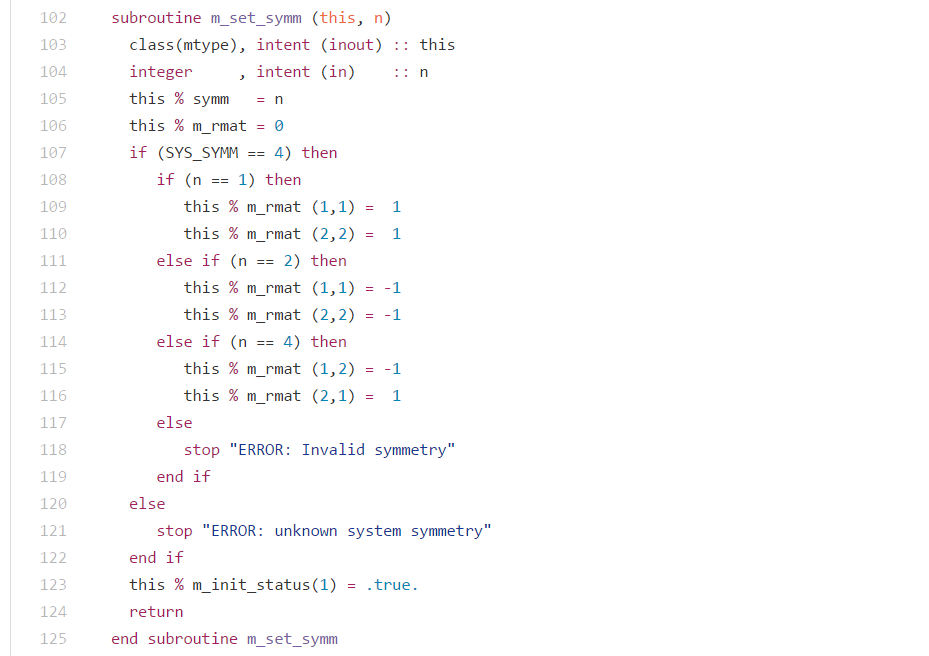 102 subroutine m_set_symm (this, n)
103 class(mtype), intent (inout) :: this
104 integer , intent (in) :: n
105 this % symm = n
106 this % m_rmat = 0
107 if (SYS_SYMM == 4) then
108 if (n == 1) then
109 this % m_rmat (1,1) = 1
110 this % m_rmat (2,2) = 1
111 else if (n == 2) then
112 this % m_rmat (1,1) = -1
113 this % m_rmat (2,2) = -1
114 else if (n == 4) then
115 this % m_rmat (1,2) = -1
116 this % m_rmat (2,1) = 1
117 else
118 stop "ERROR: Invalid symmetry"
119 end if
120 else
121 stop "ERROR: unknown system symmetry"
122 end if
123 this % m_init_status(1) = .true.
124 return
125 end subroutine m_set_symm